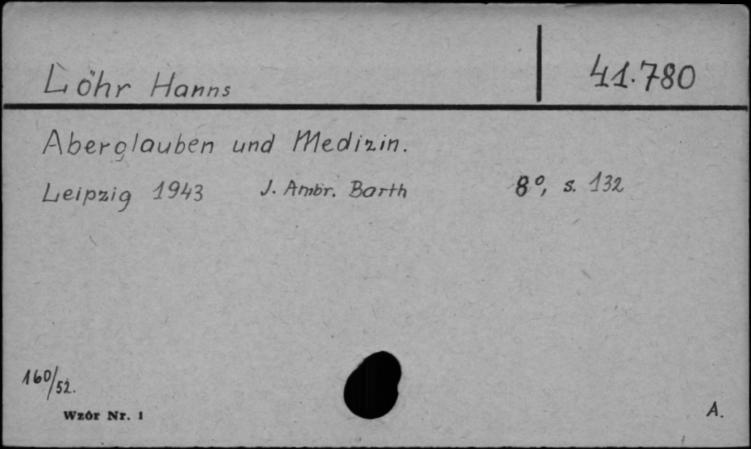 Löhr Hanns 41.780
Aberglauben und Medizin.
Leipzig 1943 J. Ambr. Barth 8°, s. 132
160/52.
Wzór Nr. 1
A.